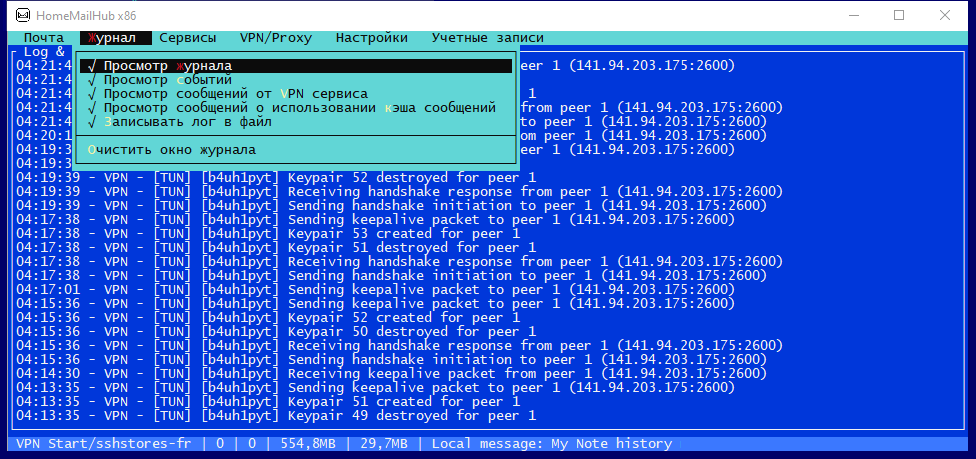 HomeMailHub x86
Почта Журнал Сервисы VPN/Proxy Настройки Учетные записи
Log &
04:21:4 eer 1 (141.94.203.175:2600)
√ Просмотр журнала
04:21:4
√ Просмотр событий
04:21:4 1
√ Просмотр сообщений от VPN сервиса
04:21:4 from peer 1 (141.94.203.175:2600)
√ Просмотр сообщений о использовании кэша сообщений
04:21:4 to peer 1 (141.94.203.175:2600)
√ Записывать лог в файл
04:20:1 om peer 1 (141.94.203.175:2600)
04:19:3 eer 1 (141.94.203.175:2600)
Очистить окно журнала
04:19:3
04:19:39 - VPN - [TUN] [b4uh1pyt] Keypair 52 destroyed for peer 1
04:19:39 - VPN - [TUN] [b4uh1pyt] Receiving handshake response from peer 1 (141.94.203.175:2600)
04:19:39 - VPN - [TUN] [b4uh1pyt] Sending handshake initiation to peer 1 (141.94.203.175:2600)
04:17:38 - VPN - [TUN] [b4uh1pyt] Sending keepalive packet to peer 1 (141.94.203.175:2600)
04:17:38 - VPN - [TUN] [b4uh1pyt] Keypair 53 created for peer 1
04:17:38 - VPN - [TUN] [b4uh1pyt] Keypair 51 destroyed for peer 1
04:17:38 - VPN - [TUN] [b4uh1pyt] Receiving handshake response from peer 1 (141.94.203.175:2600)
04:17:38 - VPN - [TUN] [b4uh1pyt] Sending handshake initiation to peer 1 (141.94.203.175:2600)
04:17:01 - VPN - [TUN] [b4uh1pyt] Sending keepalive packet to peer 1 (141.94.203.175:2600)
04:15:36 - VPN - [TUN] [b4uh1pyt] Sending keepalive packet to peer 1 (141.94.203.175:2600)
04:15:36 - VPN - [TUN] [b4uh1pyt] Keypair 52 created for peer 1
04:15:36 - VPN - [TUN] [b4uh1pyt] Keypair 50 destroyed for peer 1
04:15:36 - VPN - [TUN] [b4uh1pyt] Receiving handshake response from peer 1 (141.94.203.175:2600)
04:15:36 - VPN - [TUN] [b4uh1pyt] Sending handshake initiation to peer 1 (141.94.203.175:2600)
04:14:30 - VPN - [TUN] [b4uh1pyt] Receiving keepalive packet from peer 1 (141.94.203.175:2600)
04:13:35 - VPN - [TUN] [b4uh1pyt] Sending keepalive packet to peer 1 (141.94.203.175:2600)
04:13:35 - VPN - [TUN] [b4uh1pyt] Keypair 51 created for peer 1
04:13:35 - VPN - [TUN] [b4uh1pyt] Keypair 49 destroyed for peer 1
VPN Start/sshstores-fr | 0 | 0 | 554,8MB | 29,7MB | Local message: My Note history